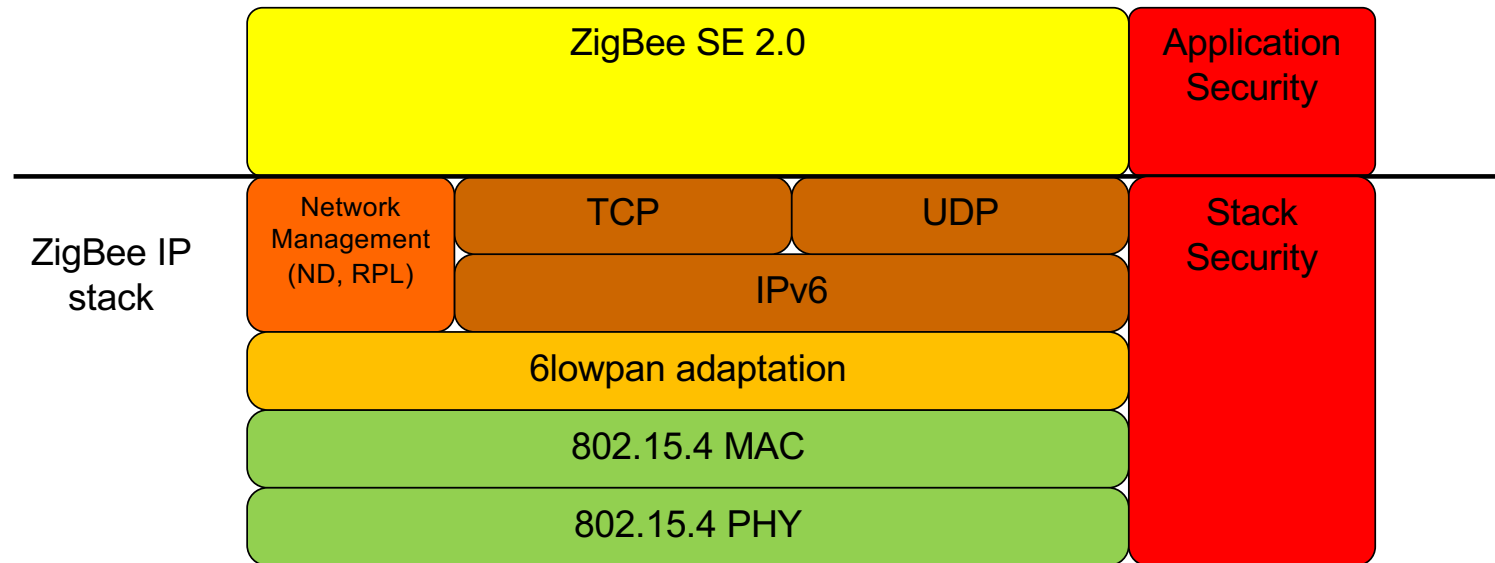 ZigBee SE 2.0
Application
Security
ZigBee IP
stack
Network
Management
(ND, RPL)
TCP
UDP
IPv6
Stack
Security
6lowpan adaptation
802.15.4 MAC
802.15.4 PHY